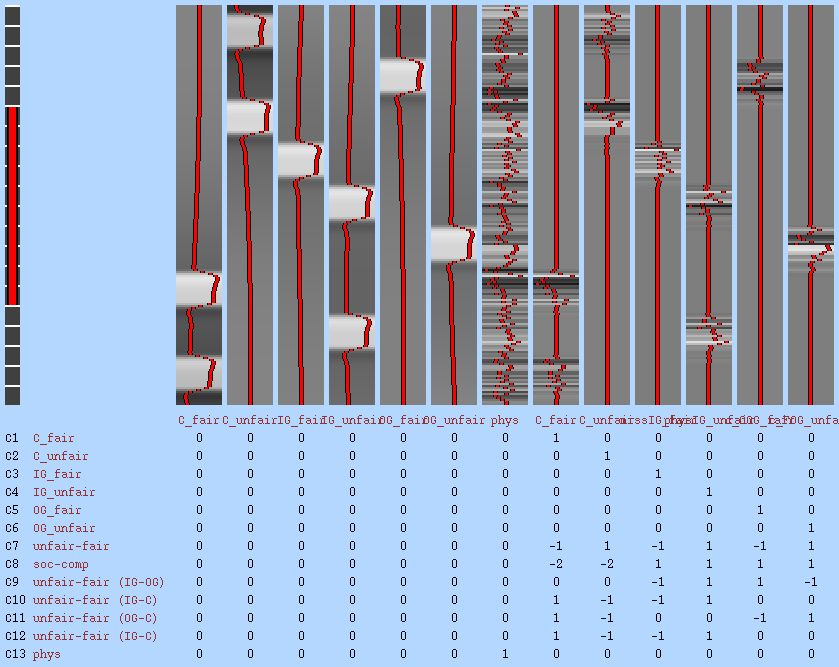 C_fair C_unfair IG_fair IG_unfair OG_fair OG_unfair phys C_fair C_unfair
C1 C_fair 0 0 0 0 0 0 0 1 0 0 0 0 0
C2 C_unfair 0 0 0 0 0 0 0 0 1 0 0 0 0
C3 IG_fair 0 0 0 0 0 0 0 0 0 1 0 0 0
C4 IG_unfair 0 0 0 0 0 0 0 0 0 0 1 0 0
C5 OG_fair 0 0 0 0 0 0 0 0 0 0 0 1 0
C6 OG_unfair 0 0 0 0 0 0 0 0 0 0 0 0 1
C7 unfair-fair 0 0 0 0 0 0 0 -1 1 -1 1 -1 1
C8 soc-comp 0 0 0 0 0 0 0 -2 -2 1 1 1 1
C9 unfair-fair (IG-OG) 0 0 0 0 0 0 0 0 0 -1 1 1 -1
C10 unfair-fair (IG-C) 0 0 0 0 0 0 0 1 -1 -1 1 0 0
C11 unfair-fair (OG-C) 0 0 0 0 0 0 0 1 -1 0 0 -1 1
C12 unfair-fair (IG-C) 0 0 0 0 0 0 0 1 -1 -1 1 0 0
C13 phys 0 0 0 0 0 0 1 0 0 0 0 0 0